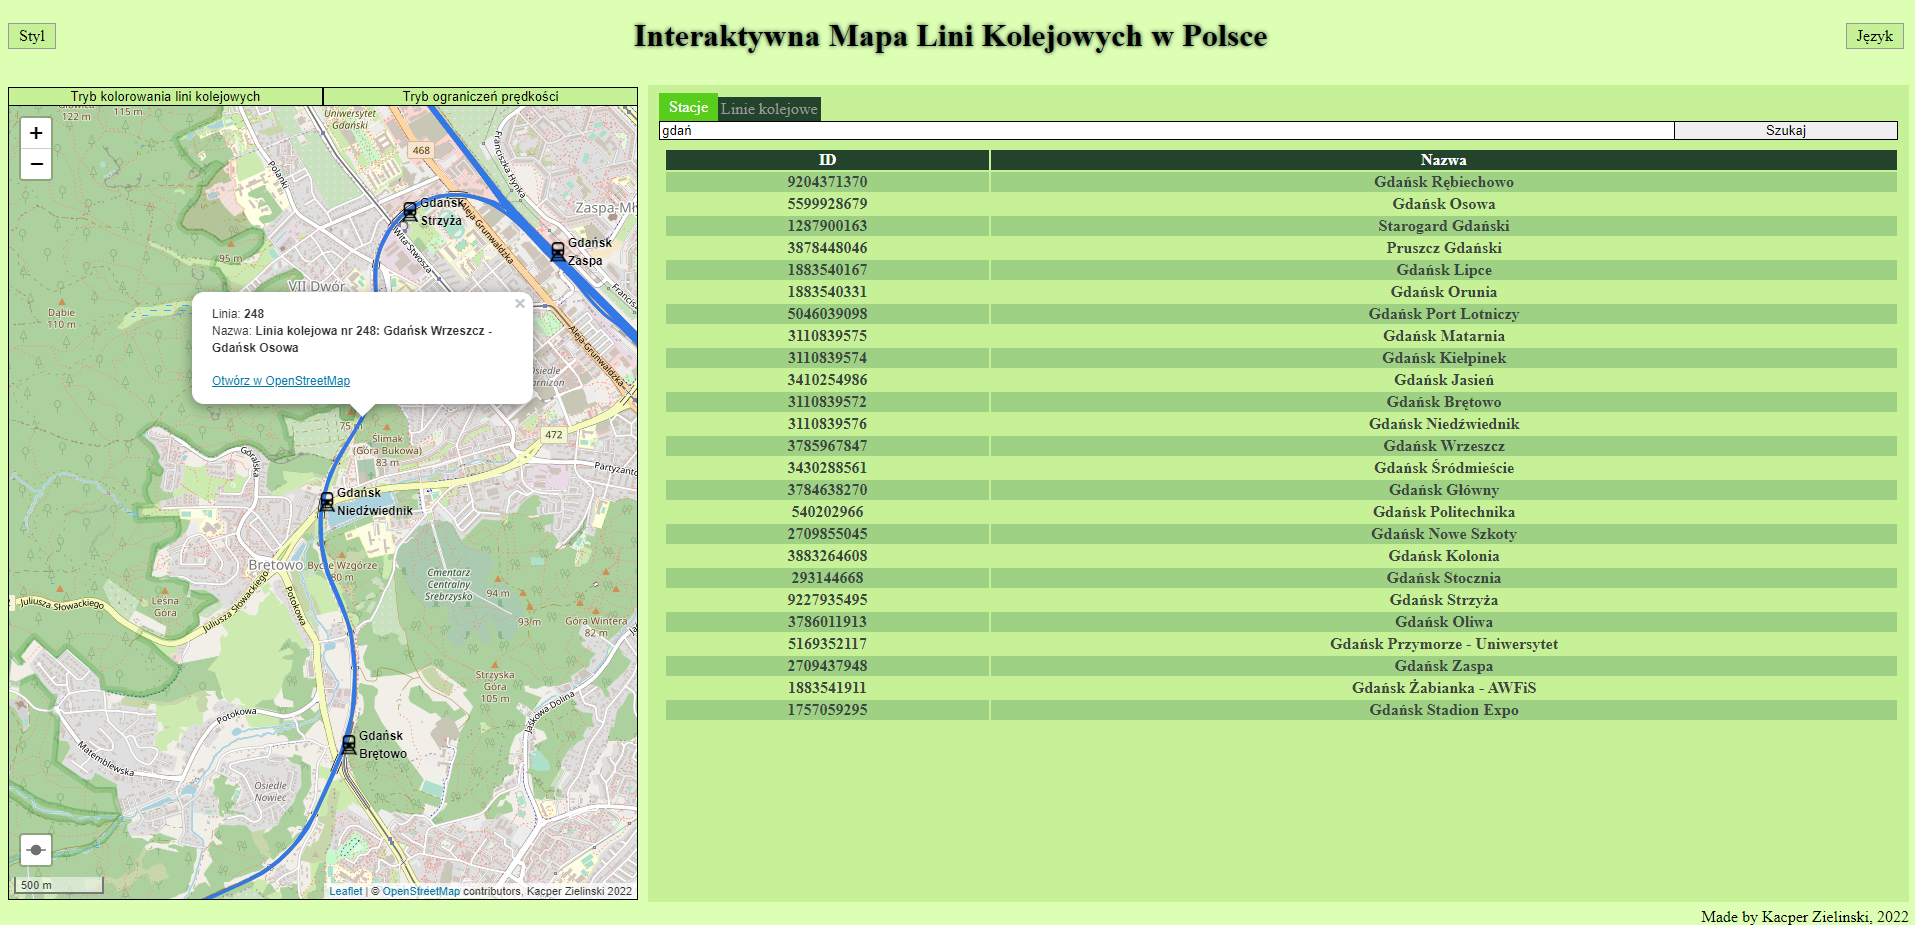 Styl
Interaktywna Mapa Lini Kolejowych w Polsce
Język
Tryb kolorowania lini kolejowych
Tryb ograniczeń prędkości
122 m
115 m
Uniwersytet
Gdański
+
−
468
Franciszka Hynka
Polanki
Gdańsk
Strzyża
Zaspa-Mł
Aleja Grunwaldzka
Wita-Stwosza
Gdańsk
Zaspa
95 m
VII Dwór
Dąbie
110 m
×
Linia: 248
Nazwa: Linia kolejowa nr 248: Gdańsk Wrzeszcz -
Gdańsk Osowa
Otwórz w OpenStreetMap
Aleja-Grunwaldzka
Osiedle
75 m
Ślimak
(Góra Bukowa)
83 m
472
Góralska
Partyzantó
Gdańsk
Niedźwiednik
Brętowo
Bycze Wzgórze
80 m
Cmentarz
Centralny
Srebrzysko
94 m
93 m
Góra Wintera
82 m
Juliusza Słowackiego
Leśna
Góra
Juliusza Słowackiego
Potokowa
Strzyska
Góra
105 m
Jaśkowa Dolina
Potokowa
Matemblewska
Gdańsk
Brętowo
Osiedle
Nowiec
500 m
Leaflet | © OpenStreetMap contributors, Kacper Zielinski 2022
Stacje
Linie kolejowe
gdań
Szukaj
ID Nazwa
9204371370 Gdańsk Rębiechowo
5599928679 Gdańsk Osowa
1287900163 Starogard Gdański
3878448046 Pruszcz Gdański
1883540167 Gdańsk Lipce
1883540331 Gdańsk Orunia
5046039098 Gdańsk Port Lotniczy
3110839575 Gdańsk Matarnia
3110839574 Gdańsk Kiełpinek
3410254986 Gdańsk Jasień
3110839572 Gdańsk Brętowo
3110839576 Gdańsk Niedźwiednik
3785967847 Gdańsk Wrzeszcz
3430288561 Gdańsk Śródmieście
3784638270 Gdańsk Główny
540202966 Gdańsk Politechnika
2709855045 Gdańsk Nowe Szkoty
3883264608 Gdańsk Kolonia
293144668 Gdańsk Stocznia
9227935495 Gdańsk Strzyża
3786011913 Gdańsk Oliwa
5169352117 Gdańsk Przymorze - Uniwersytet
2709437948 Gdańsk Zaspa
1883541911 Gdańsk Żabianka - AWFiS
1757059295 Gdańsk Stadion Expo
Made by Kacper Zielinski, 2022